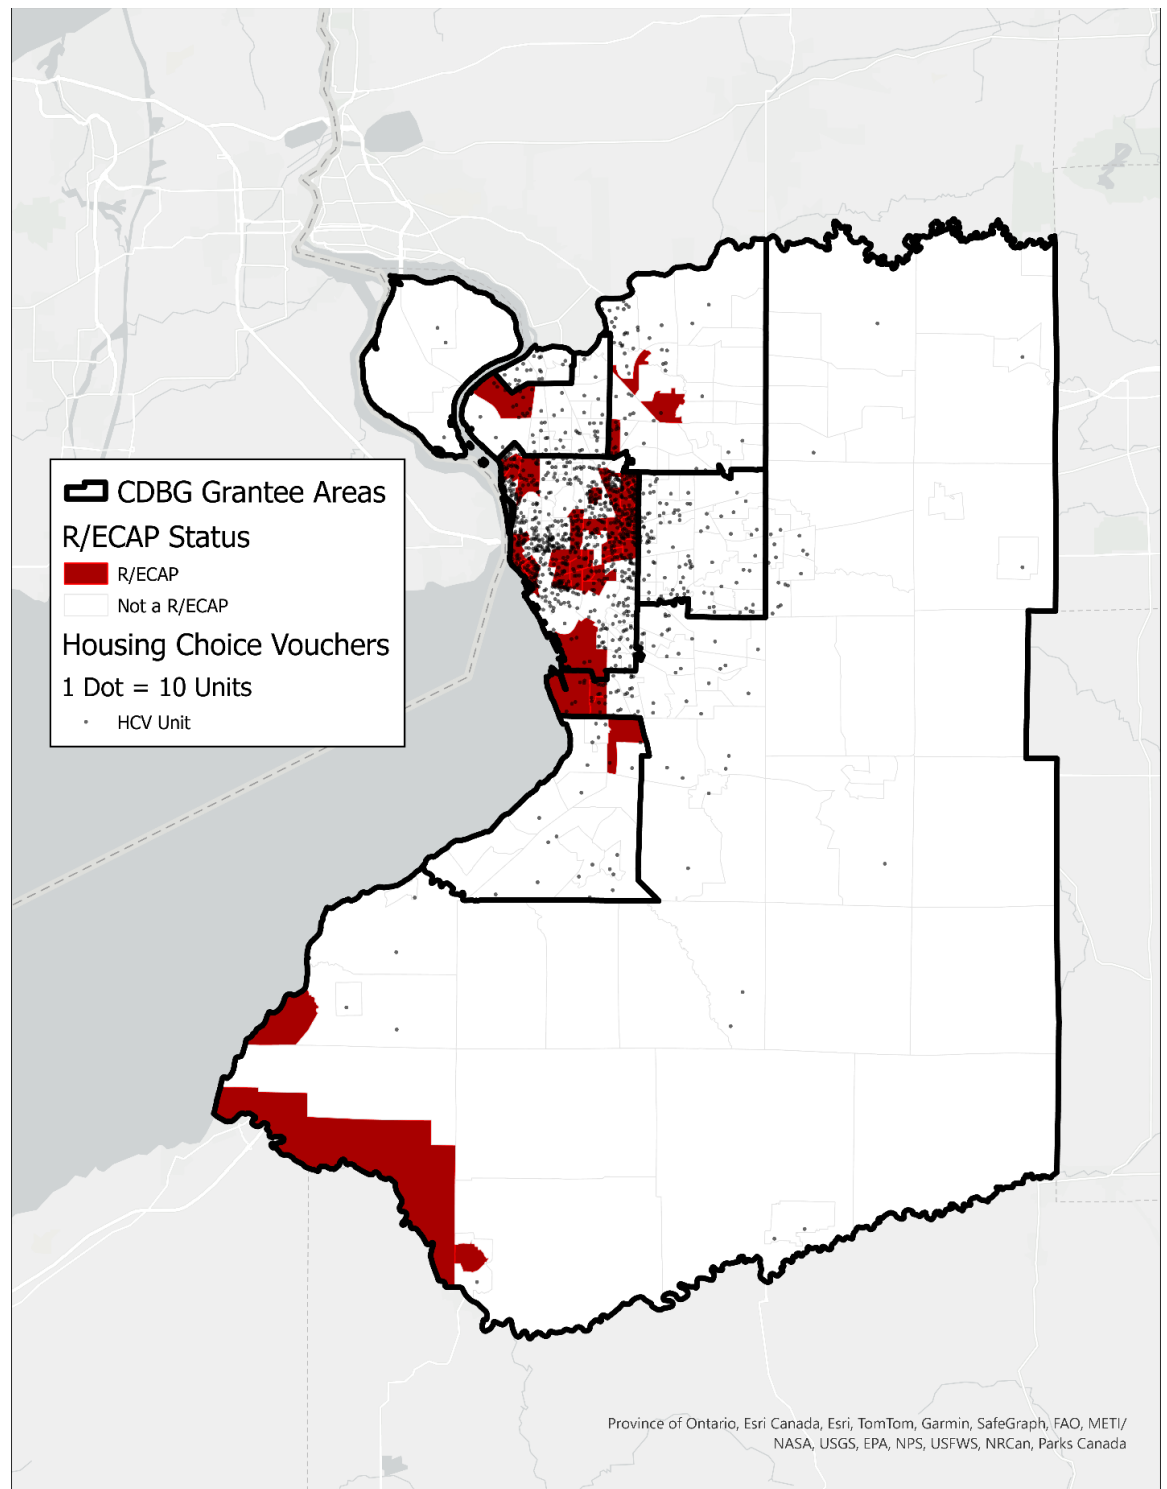 CDBG Grantee Areas
R/ECAP Status
R/ECAP
Not a R/ECAP
Housing Choice Vouchers
1 Dot = 10 Units
HCV Unit
Province of Ontario, Esri Canada, Esri, TomTom, Garmin, SafeGraph, FAO, METI/
NASA, USGS, EPA, NPS, USFWS, NRCan, Parks Canada